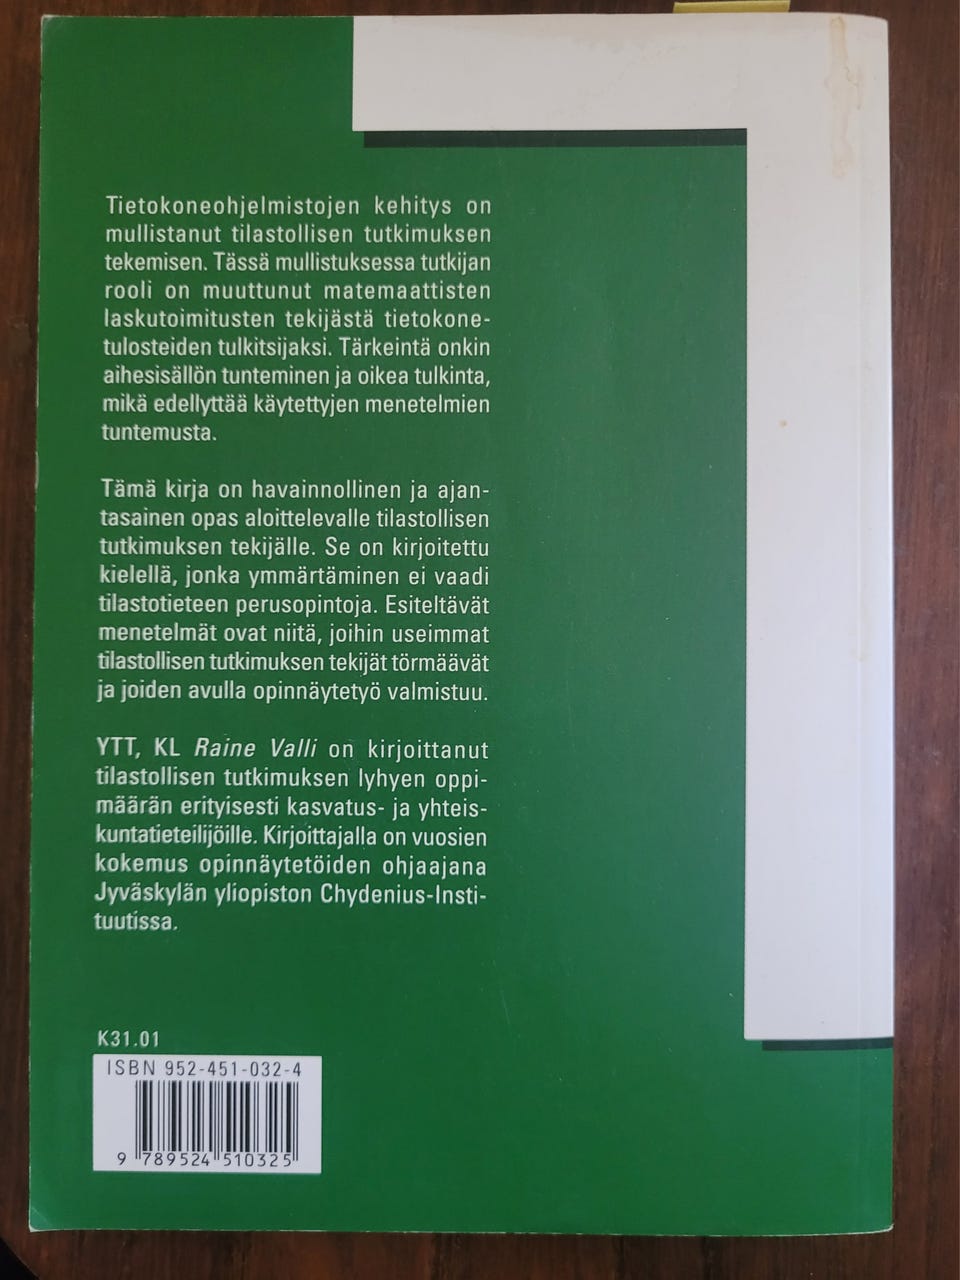 Tietokoneohjelmistojen kehitys on
mullistanut tilastollisen tutkimuksen
tekemisen. Tässä mullistuksessa tutkijan
rooli on muuttunut matemaattisten
laskutoimitusten tekijästä tietokone-
tulosteiden tulkitsijaksi. Tärkeintä onkin
aihesisällön tunteminen ja oikea tulkinta,
mikä edellyttää käytettyjen menetelmien
tuntemusta.
Tämä kirja on havainnollinen ja ajan-
tasainen opas aloittelevalle tilastollisen
tutkimuksen tekijälle. Se on kirjoitettu
kielellä, jonka ymmärtäminen ei vaadi
tilastotieteen perusopintoja. Esiteltävät
menetelmät ovat niitä, joihin useimmat
tilastollisen tutkimuksen tekijät törmäävät
ja joiden avulla opinnäytetyö valmistuu.
YTT, KL Raine Valli on kirjoittanut
tilastollisen tutkimuksen lyhyen oppi-
määrän erityisesti kasvatus- ja yhteis-
kuntatieteilijöille. Kirjoittajalla on vuosien
kokemus opinnäytetöiden ohjaajana
Jyväskylän yliopiston Chydenius-Insti-
tuutissa.
K31.01
ISBN 952-451-032-4
9 789524 510325